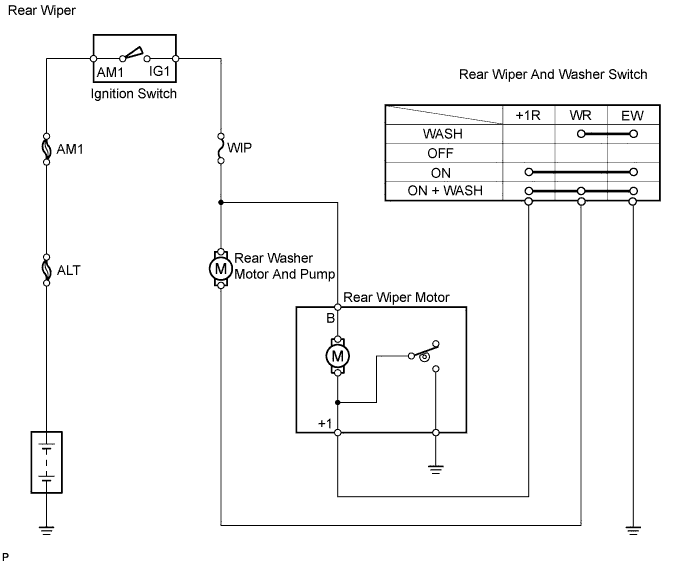 Rear Wiper
AM1 IG1
Ignition Switch
AM1
ALT
WIP
Rear Washer
Motor And Pump
M
Rear Wiper Motor
B
M
+1
Rear Wiper And Washer Switch
+1R WR EW
WASH
OFF
ON
ON + WASH
P